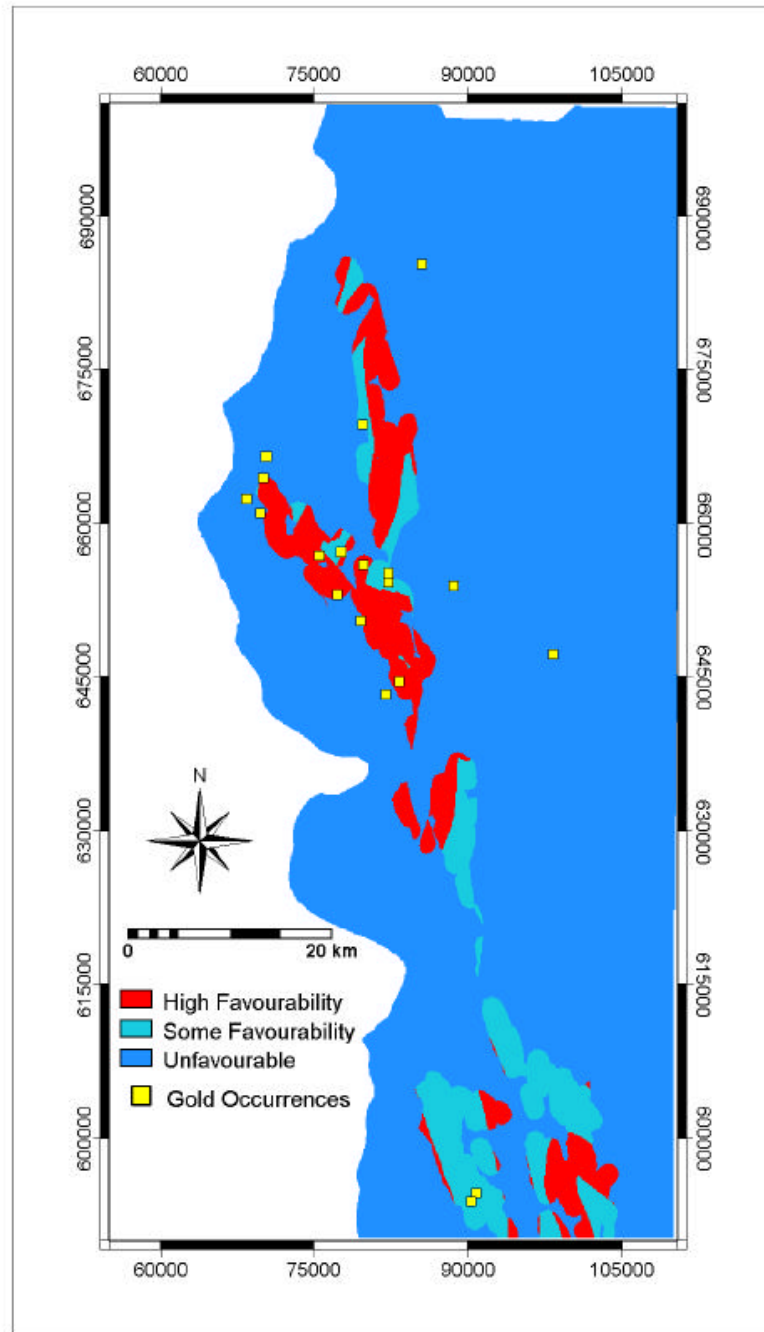 60000 75000 90000 105000
690000 690000
675000 675000
660000 660000
645000 645000
N
630000 630000
0 20 km
615000 615000
High Favourability
Some Favourability
Unfavourable
Gold Occurrences
600000 600000
60000 75000 90000 105000